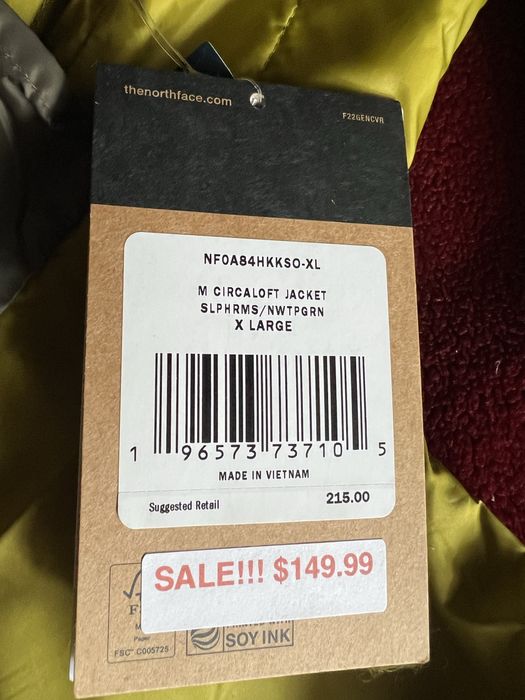 thenorthface.com
F22GENCVR
NF0A84HKKSO-XL
M CIRCALOFT JACKET
SLPHRMS/NWTPGRN
X LARGE
1 96573 73710 5
MADE IN VIETNAM
Suggested Retail 215.00
SALE!!! $149.99
Paper
SOY INK
FSC® C005725